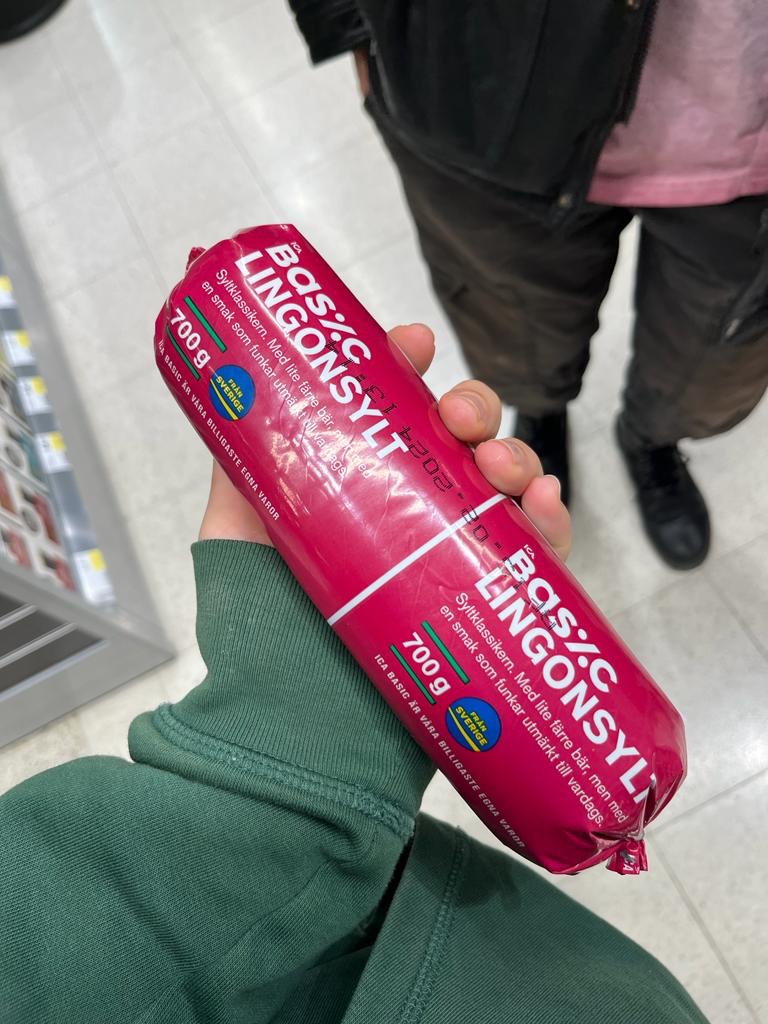 ICA
Basic
LINGONSYLT
Syltklassikern. Med lite färre bär, men med
en smak som funkar utmärkt till vardags.
700 g
FRÅN
SVERIGE
ICA BASIC ÄR VÅRA BILLIGASTE EGNA VAROR
ICA
Basic
LINGONSYLT
Syltklassikern. Med lite färre bär, men med
en smak som funkar utmärkt till vardags.
700 g
FRÅN
SVERIGE
ICA BASIC ÄR VÅRA BILLIGASTE EGNA VAROR